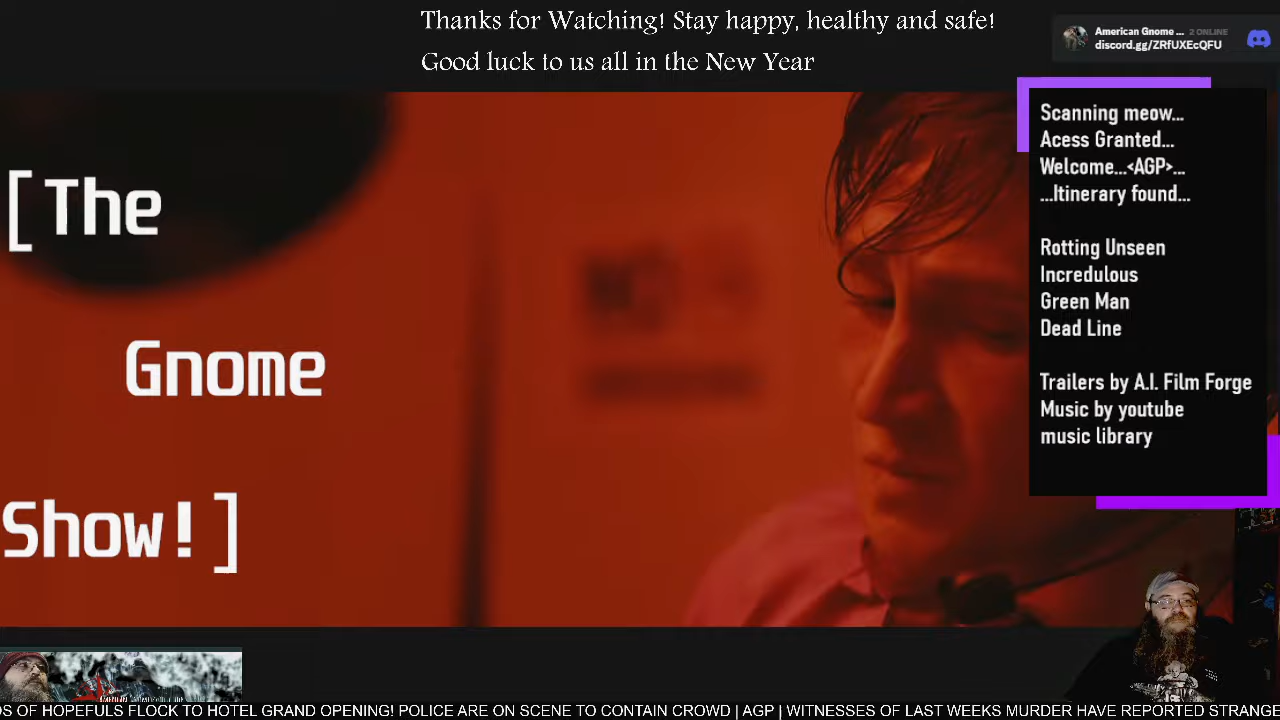 Thanks for Watching! Stay happy, healthy and safe!
Good luck to us all in the New Year
American Gnome ... 2 ONLINE
discord.gg/ZRfUXEcQFU
[The
Gnome
Show!]
Scanning meow...
Acess Granted...
Welcome...<AGP>...
...Itinerary found...
Rotting Unseen
Incredulous
Green Man
Dead Line
Trailers by A.I. Film Forge
Music by youtube
music library
OS OF HOPEFULS FLOCK TO HOTEL GRAND OPENING! POLICE ARE ON SCENE TO CONTAIN CROWD | AGP | WITNESSES OF LAST WEEKS MURDER HAVE REPORTED STRANGE